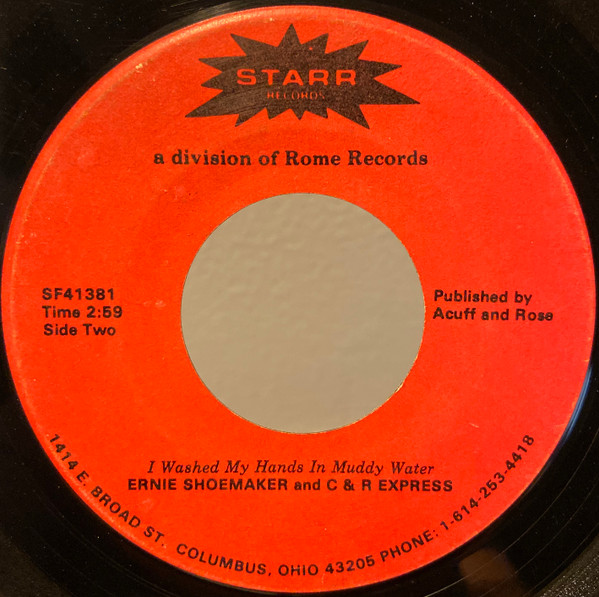 STARR
RECORDS
a division of Rome Records
SF41381
Time 2:59
Side Two
Published by
Acuff and Rose
I Washed My Hands In Muddy Water
ERNIE SHOEMAKER and C & R EXPRESS
1414 E. BROAD ST. COLUMBUS, OHIO 43205 PHONE: 1-614-253-4418